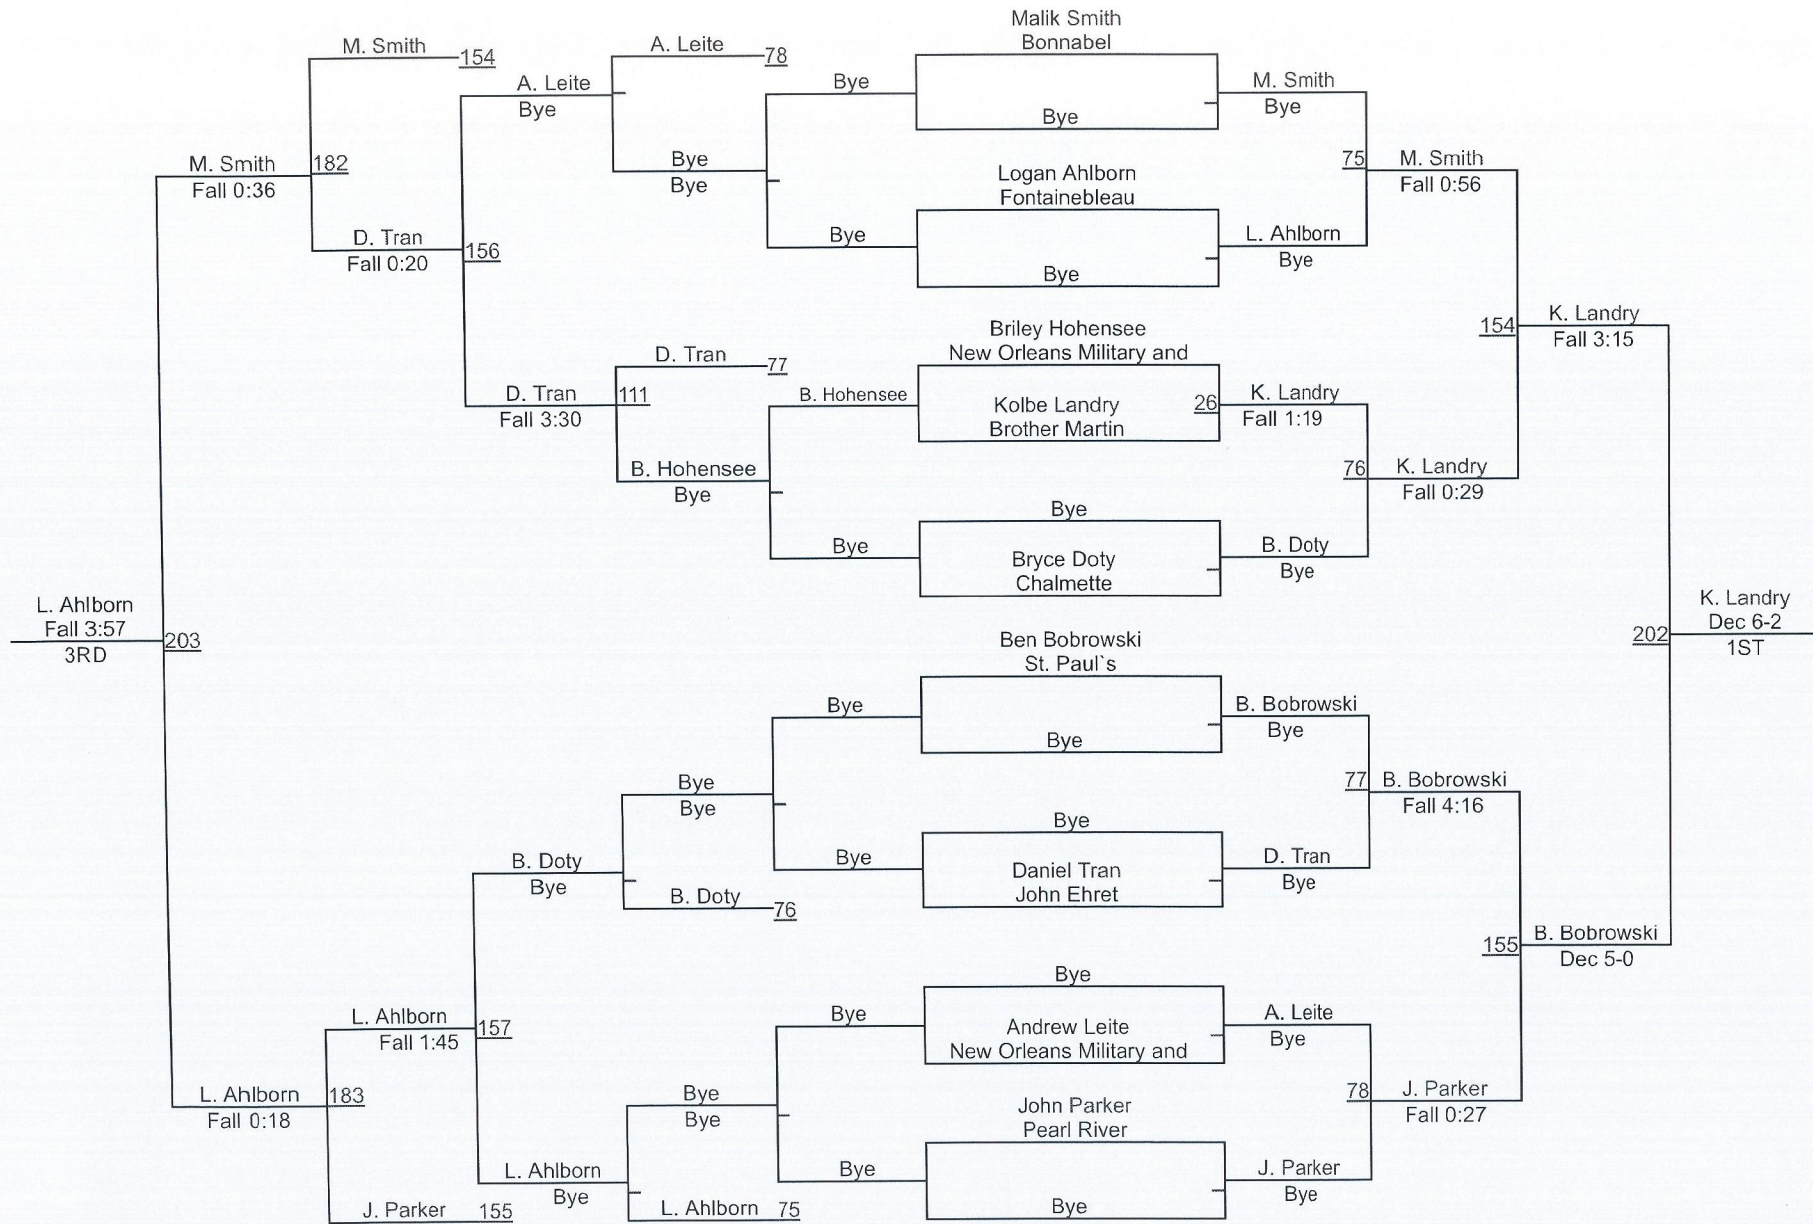 Malik Smith
Bonnabel
M. Smith
154
A. Leite
78
A. Leite
Bye
Bye
Bye
M. Smith
Bye
Bye
Bye
M. Smith
Fall 0:36
182
75
M. Smith
Fall 0:56
Logan Ahlborn
Fontainebleau
D. Tran
Fall 0:20
156
Bye
L. Ahlborn
Bye
Bye
Briley Hohensee
New Orleans Military and
154
K. Landry
Fall 3:15
D. Tran
77
D. Tran
Fall 3:30
111
B. Hohensee
Kolbe Landry
Brother Martin
26
K. Landry
Fall 1:19
B. Hohensee
Bye
76
K. Landry
Fall 0:29
Bye
Bye
Bryce Doty
Chalmette
B. Doty
Bye
L. Ahlborn
Fall 3:57
3RD
203
202
K. Landry
Dec 6-2
1ST
Ben Bobrowski
St. Paul`s
Bye
B. Bobrowski
Bye
Bye
Bye
Bye
77
B. Bobrowski
Fall 4:16
Bye
B. Doty
Bye
Bye
Daniel Tran
John Ehret
D. Tran
Bye
B. Doty
76
155
B. Bobrowski
Dec 5-0
Bye
L. Ahlborn
Fall 1:45
157
Bye
Andrew Leite
New Orleans Military and
A. Leite
Bye
L. Ahlborn
Fall 0:18
183
Bye
Bye
John Parker
Pearl River
78
J. Parker
Fall 0:27
L. Ahlborn
Bye
Bye
J. Parker
Bye
J. Parker
155
L. Ahlborn
75
Bye